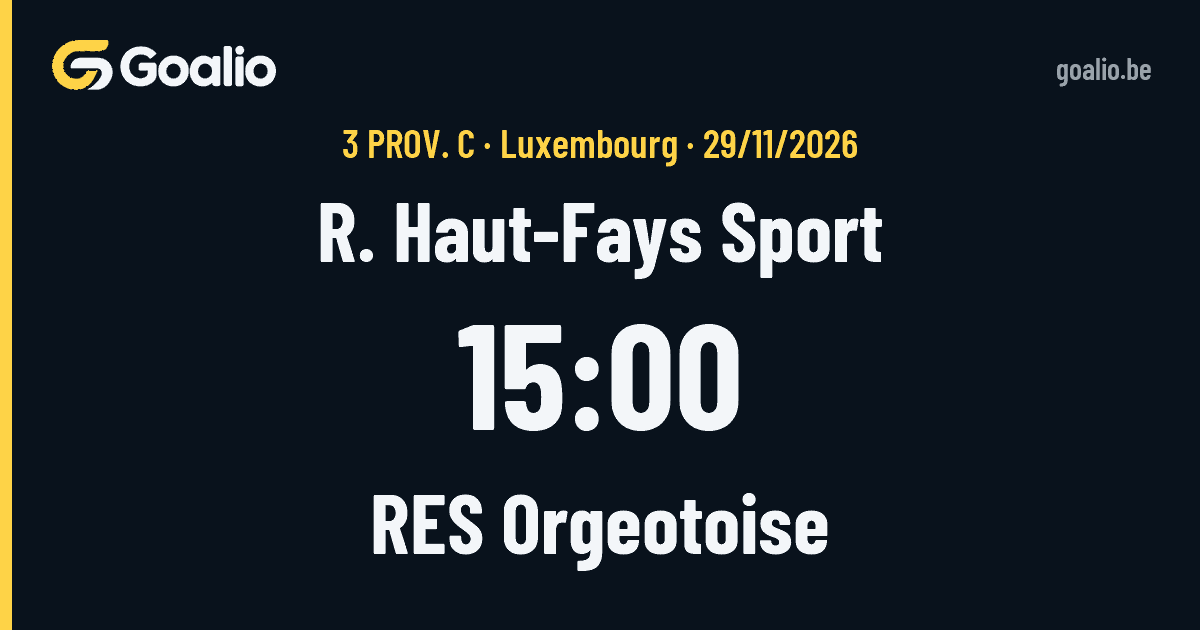 Goalio
goalio.be
3 PROV. C · Luxembourg · 29/11/2026
R. Haut-Fays Sport
15:00
RES Orgeotoise